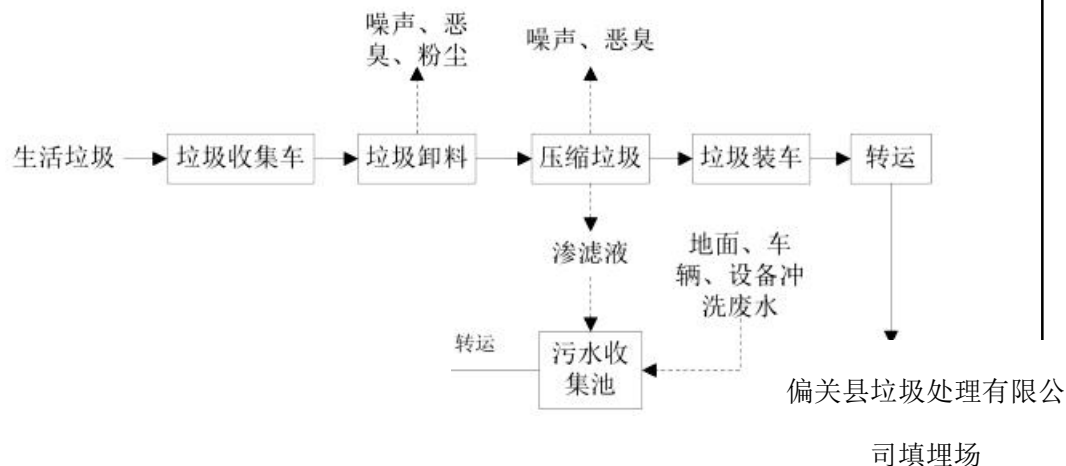 噪声、恶
臭、粉尘
噪声、恶臭
生活垃圾
垃圾收集车
垃圾卸料
压缩垃圾
垃圾装车
转运
渗滤液
地面、车
辆、设备冲
洗废水
转运
污水收
集池
偏关县垃圾处理有限公
司填埋场